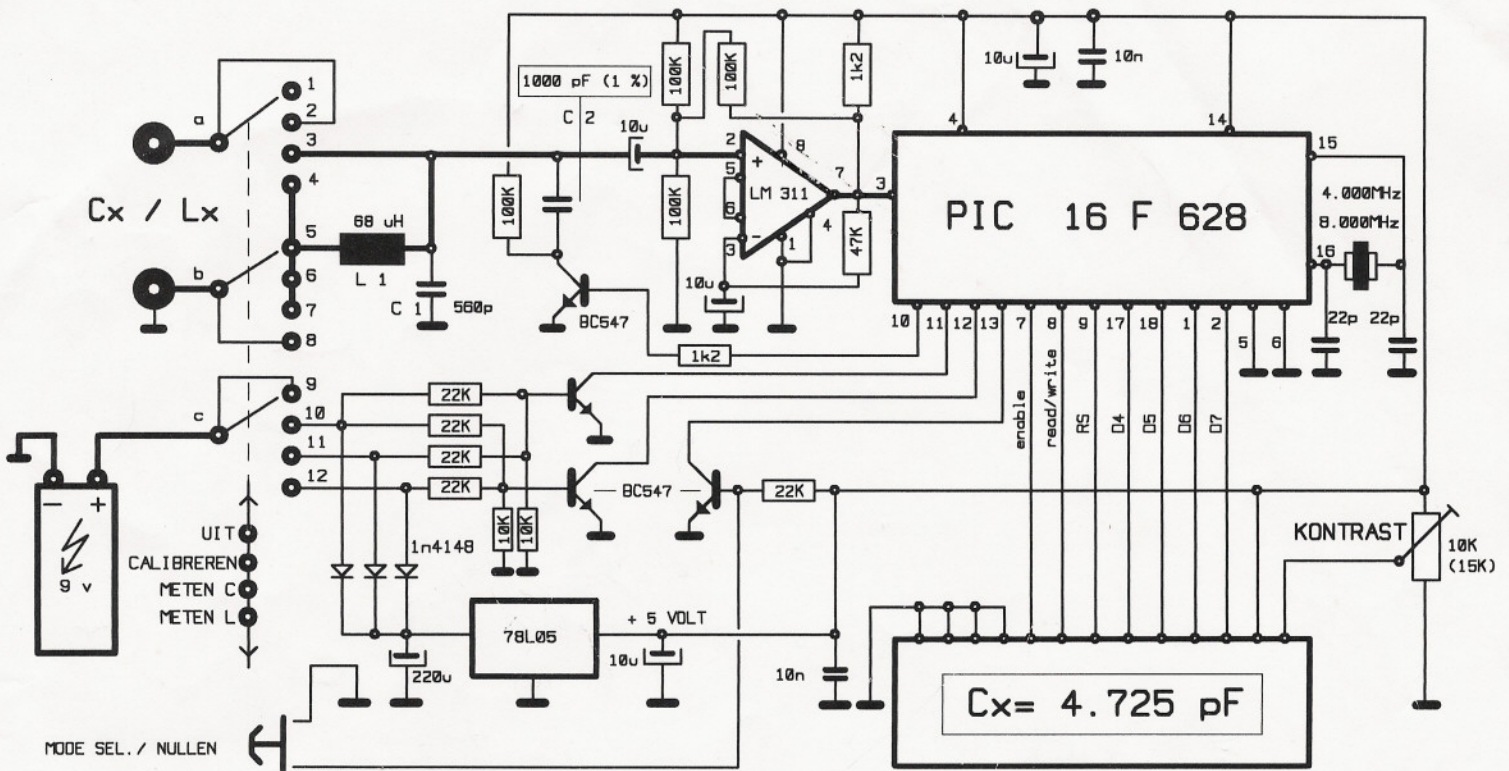 1000 pF (1 %)
C 2
10u
100K
100K
1k2
10u
10n
4
14
15
a
1
2
3
4
5
6
7
8
Cx / Lx
b
68 uH
L 1
C 1
560p
100K
100K
BC547
2
5
6
3
+
-
LM 311
8
7
4
1
47K
10u
3
PIC 16 F 628
4.000MHz
8.000MHz
16
22p
22p
10
11
12
13
7
8
9
17
18
1
2
5
6
1k2
enable
read/write
RS
D4
D5
D6
D7
c
9
10
11
12
22K
22K
22K
22K
10K
10K
BC547
22K
- +
9 v
UIT
CALIBREREN
METEN C
METEN L
1n4148
220u
78L05
+ 5 VOLT
10u
10n
KONTRAST
10K
(15K)
Cx= 4.725 pF
MODE SEL./ NULLEN